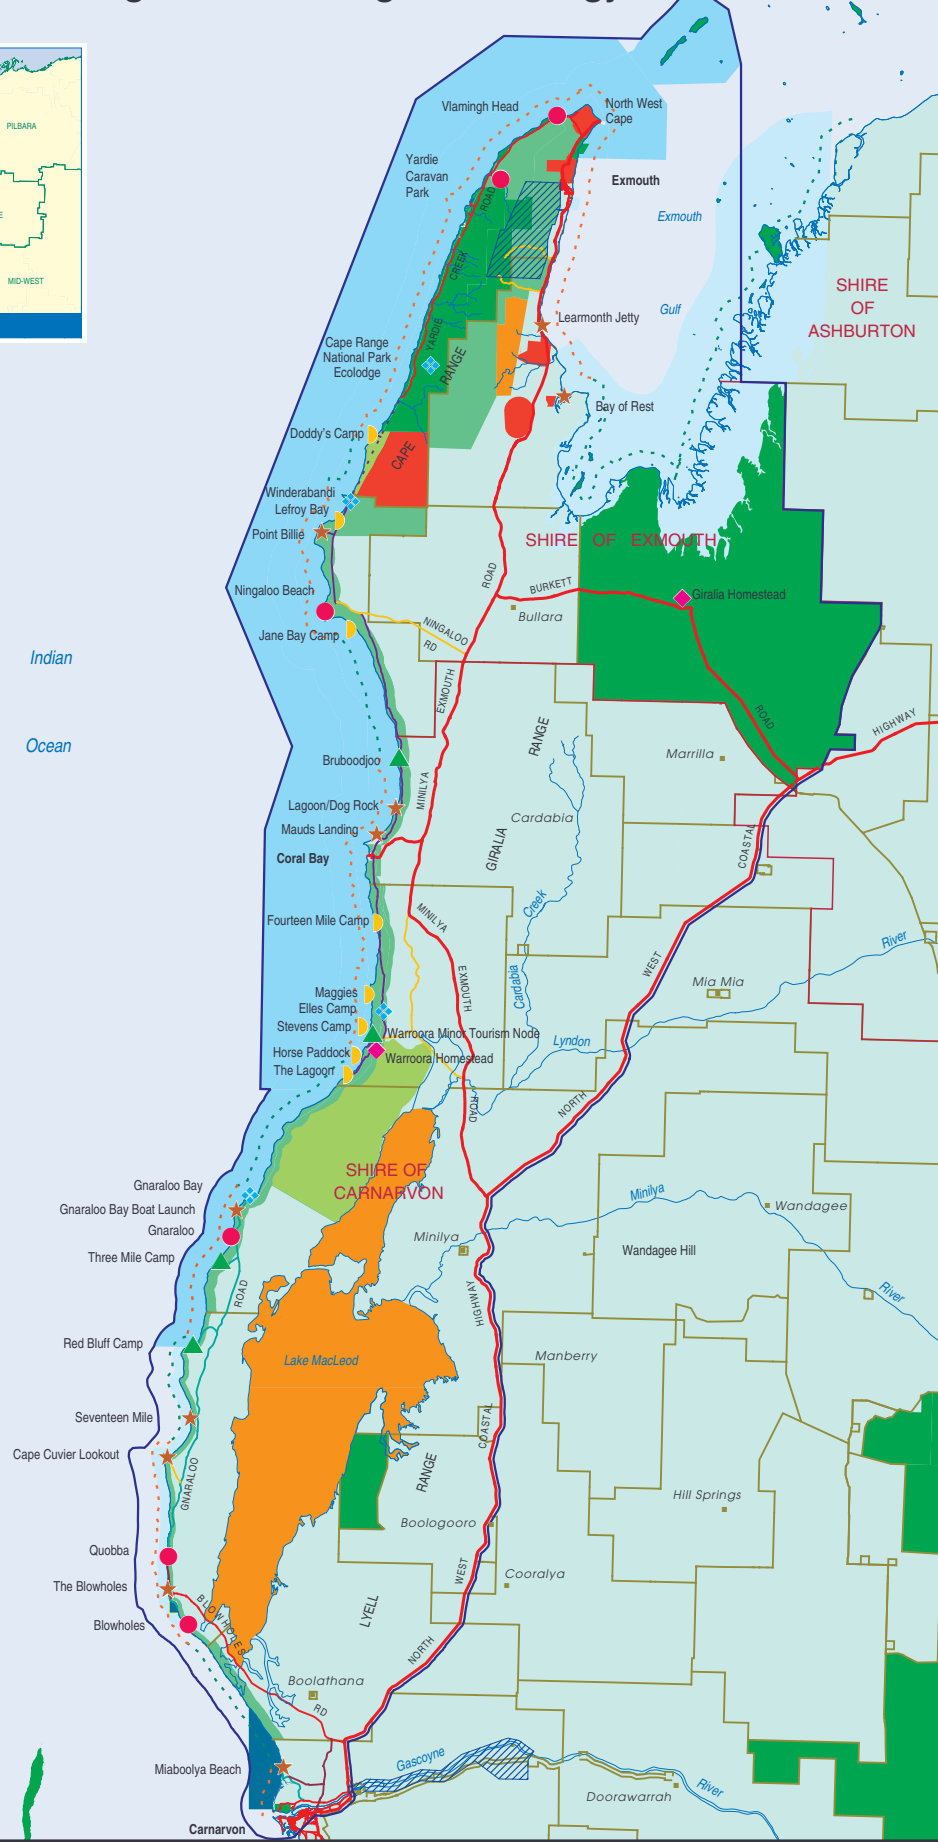 PILBARA
MID-WEST
Vlamingh Head
North West
Cape
Yardie
Caravan
Park
Exmouth
Exmouth
Gulf
ROAD
CREEK
YARDIE
SHIRE
OF
ASHBURTON
Learmonth Jetty
Cape Range
National Park
Ecolodge
RANGE
CAPE
Bay of Rest
Doddy's Camp
Winderabandi
Lefroy Bay
Point Billie
SHIRE OF EXMOUTH
ROAD
BURKETT
Ningaloo Beach
Giralia Homestead
Bullara
Jane Bay Camp
NINGALOO
RD
Indian
Ocean
EXMOUTH
RANGE
ROAD
HIGHWAY
Marrilla
Bruboodjoo
MINILYA
Lagoon/Dog Rock
Cardabia
Mauds Landing
GIRALIA
COASTAL
Coral Bay
Creek
Fourteen Mile Camp
MINILYA
River
WEST
EXMOUTH
Cardabia
Mia Mia
Maggies
Elles Camp
Stevens Camp
Warroora Minor Tourism Node
Lyndon
Horse Paddock
Warroora Homestead
The Lagoon
ROAD
NORTH
SHIRE OF
CARNARVON
Gnaraloo Bay
Minilya
Gnaraloo Bay Boat Launch
Wandagee
Gnaraloo
Minilya
Wandagee Hill
Three Mile Camp
ROAD
River
HIGHWAY
Red Bluff Camp
Lake MacLeod
Manberry
Seventeen Mile
COASTAL
Cape Cuvier Lookout
GNARALOO
RANGE
Hill Springs
Boologooro
Quobba
WEST
Cooralya
The Blowholes
BLOWHOLES
LYELL
Blowholes
NORTH
Boolathana
RD
Miaboolya Beach
Gascoyne
River
Doorawarrah
Carnarvon